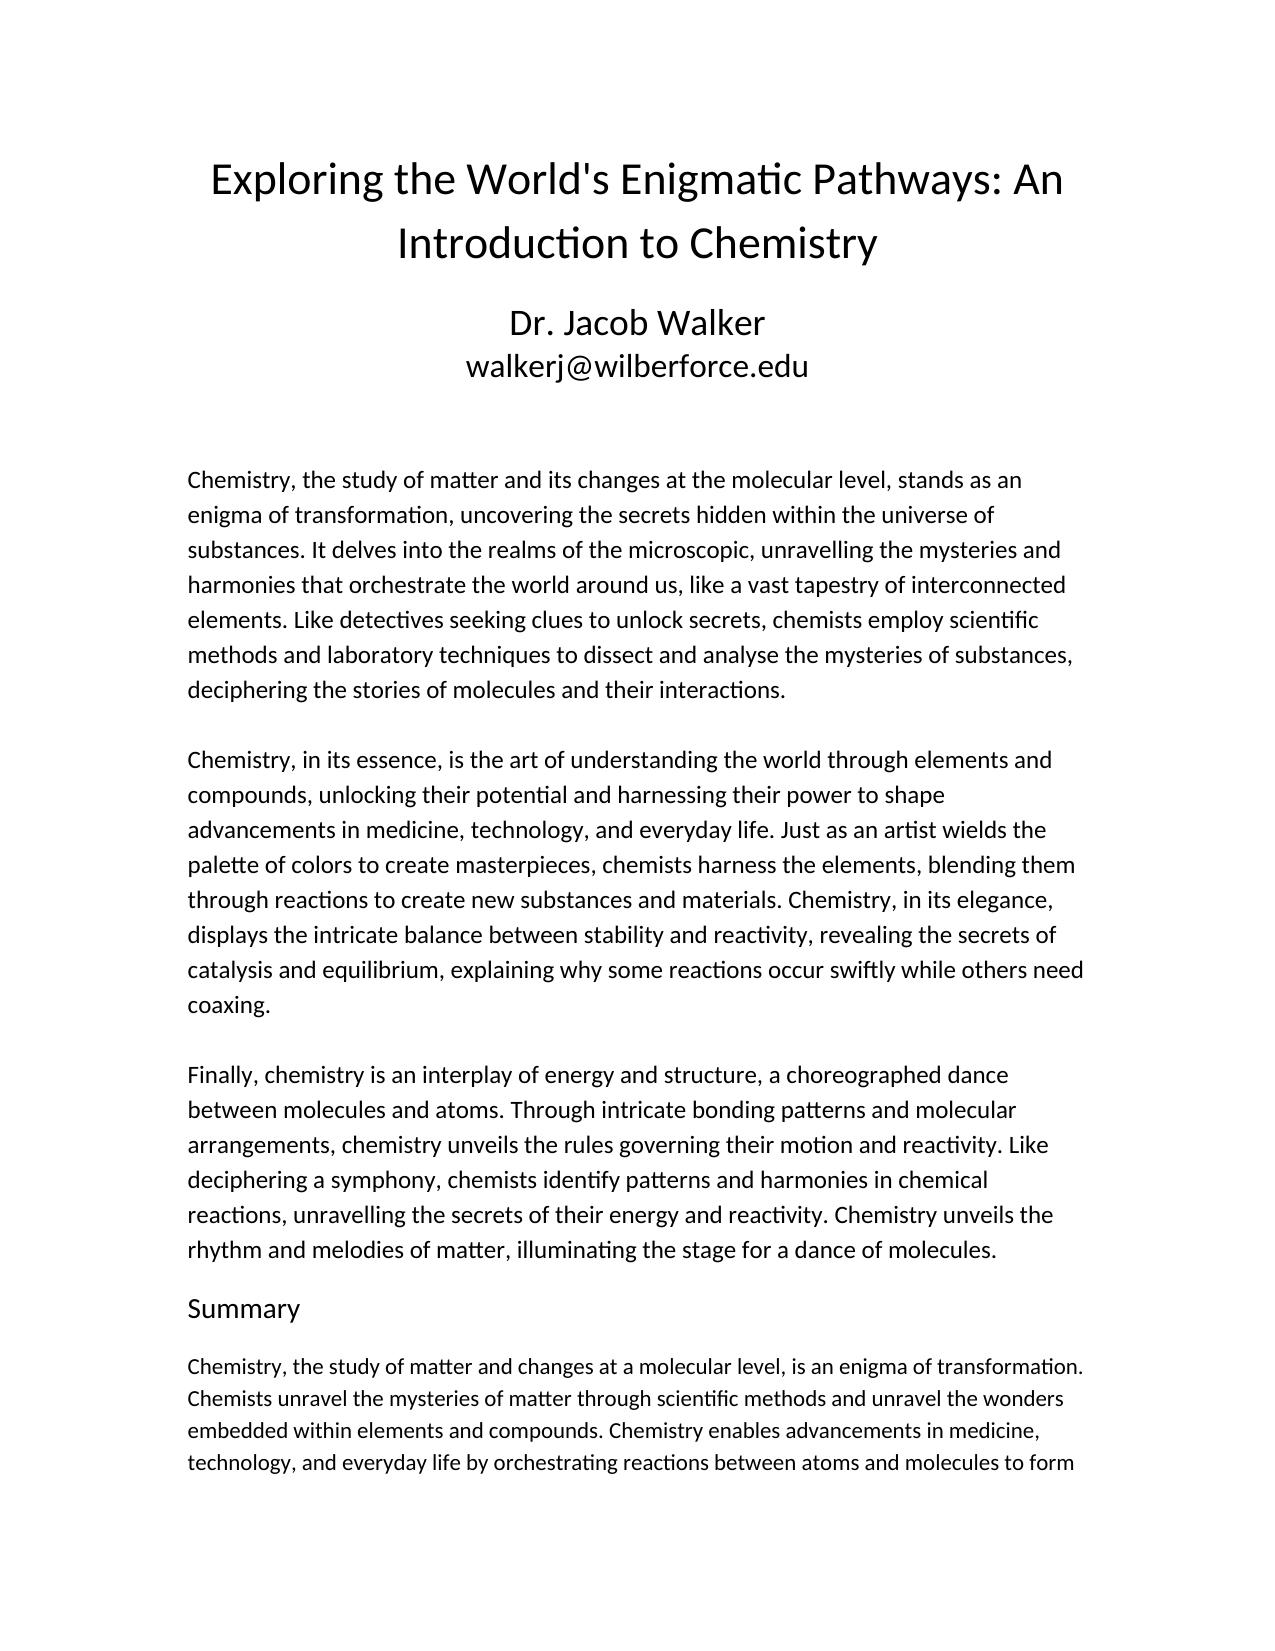 Exploring the World's Enigmatic Pathways: An
Introduction to Chemistry
Dr. Jacob Walker
walkerj@wilberforce.edu
Chemistry, the study of matter and its changes at the molecular level, stands as an
enigma of transformation, uncovering the secrets hidden within the universe of
substances. It delves into the realms of the microscopic, unravelling the mysteries and
harmonies that orchestrate the world around us, like a vast tapestry of interconnected
elements. Like detectives seeking clues to unlock secrets, chemists employ scientific
methods and laboratory techniques to dissect and analyse the mysteries of substances,
deciphering the stories of molecules and their interactions.
Chemistry, in its essence, is the art of understanding the world through elements and
compounds, unlocking their potential and harnessing their power to shape
advancements in medicine, technology, and everyday life. Just as an artist wields the
palette of colors to create masterpieces, chemists harness the elements, blending them
through reactions to create new substances and materials. Chemistry, in its elegance,
displays the intricate balance between stability and reactivity, revealing the secrets of
catalysis and equilibrium, explaining why some reactions occur swiftly while others need
coaxing.
Finally, chemistry is an interplay of energy and structure, a choreographed dance
between molecules and atoms. Through intricate bonding patterns and molecular
arrangements, chemistry unveils the rules governing their motion and reactivity. Like
deciphering a symphony, chemists identify patterns and harmonies in chemical
reactions, unravelling the secrets of their energy and reactivity. Chemistry unveils the
rhythm and melodies of matter, illuminating the stage for a dance of molecules.
Summary
Chemistry, the study of matter and changes at a molecular level, is an enigma of transformation.
Chemists unravel the mysteries of matter through scientific methods and unravel the wonders
embedded within elements and compounds. Chemistry enables advancements in medicine,
technology, and everyday life by orchestrating reactions between atoms and molecules to form